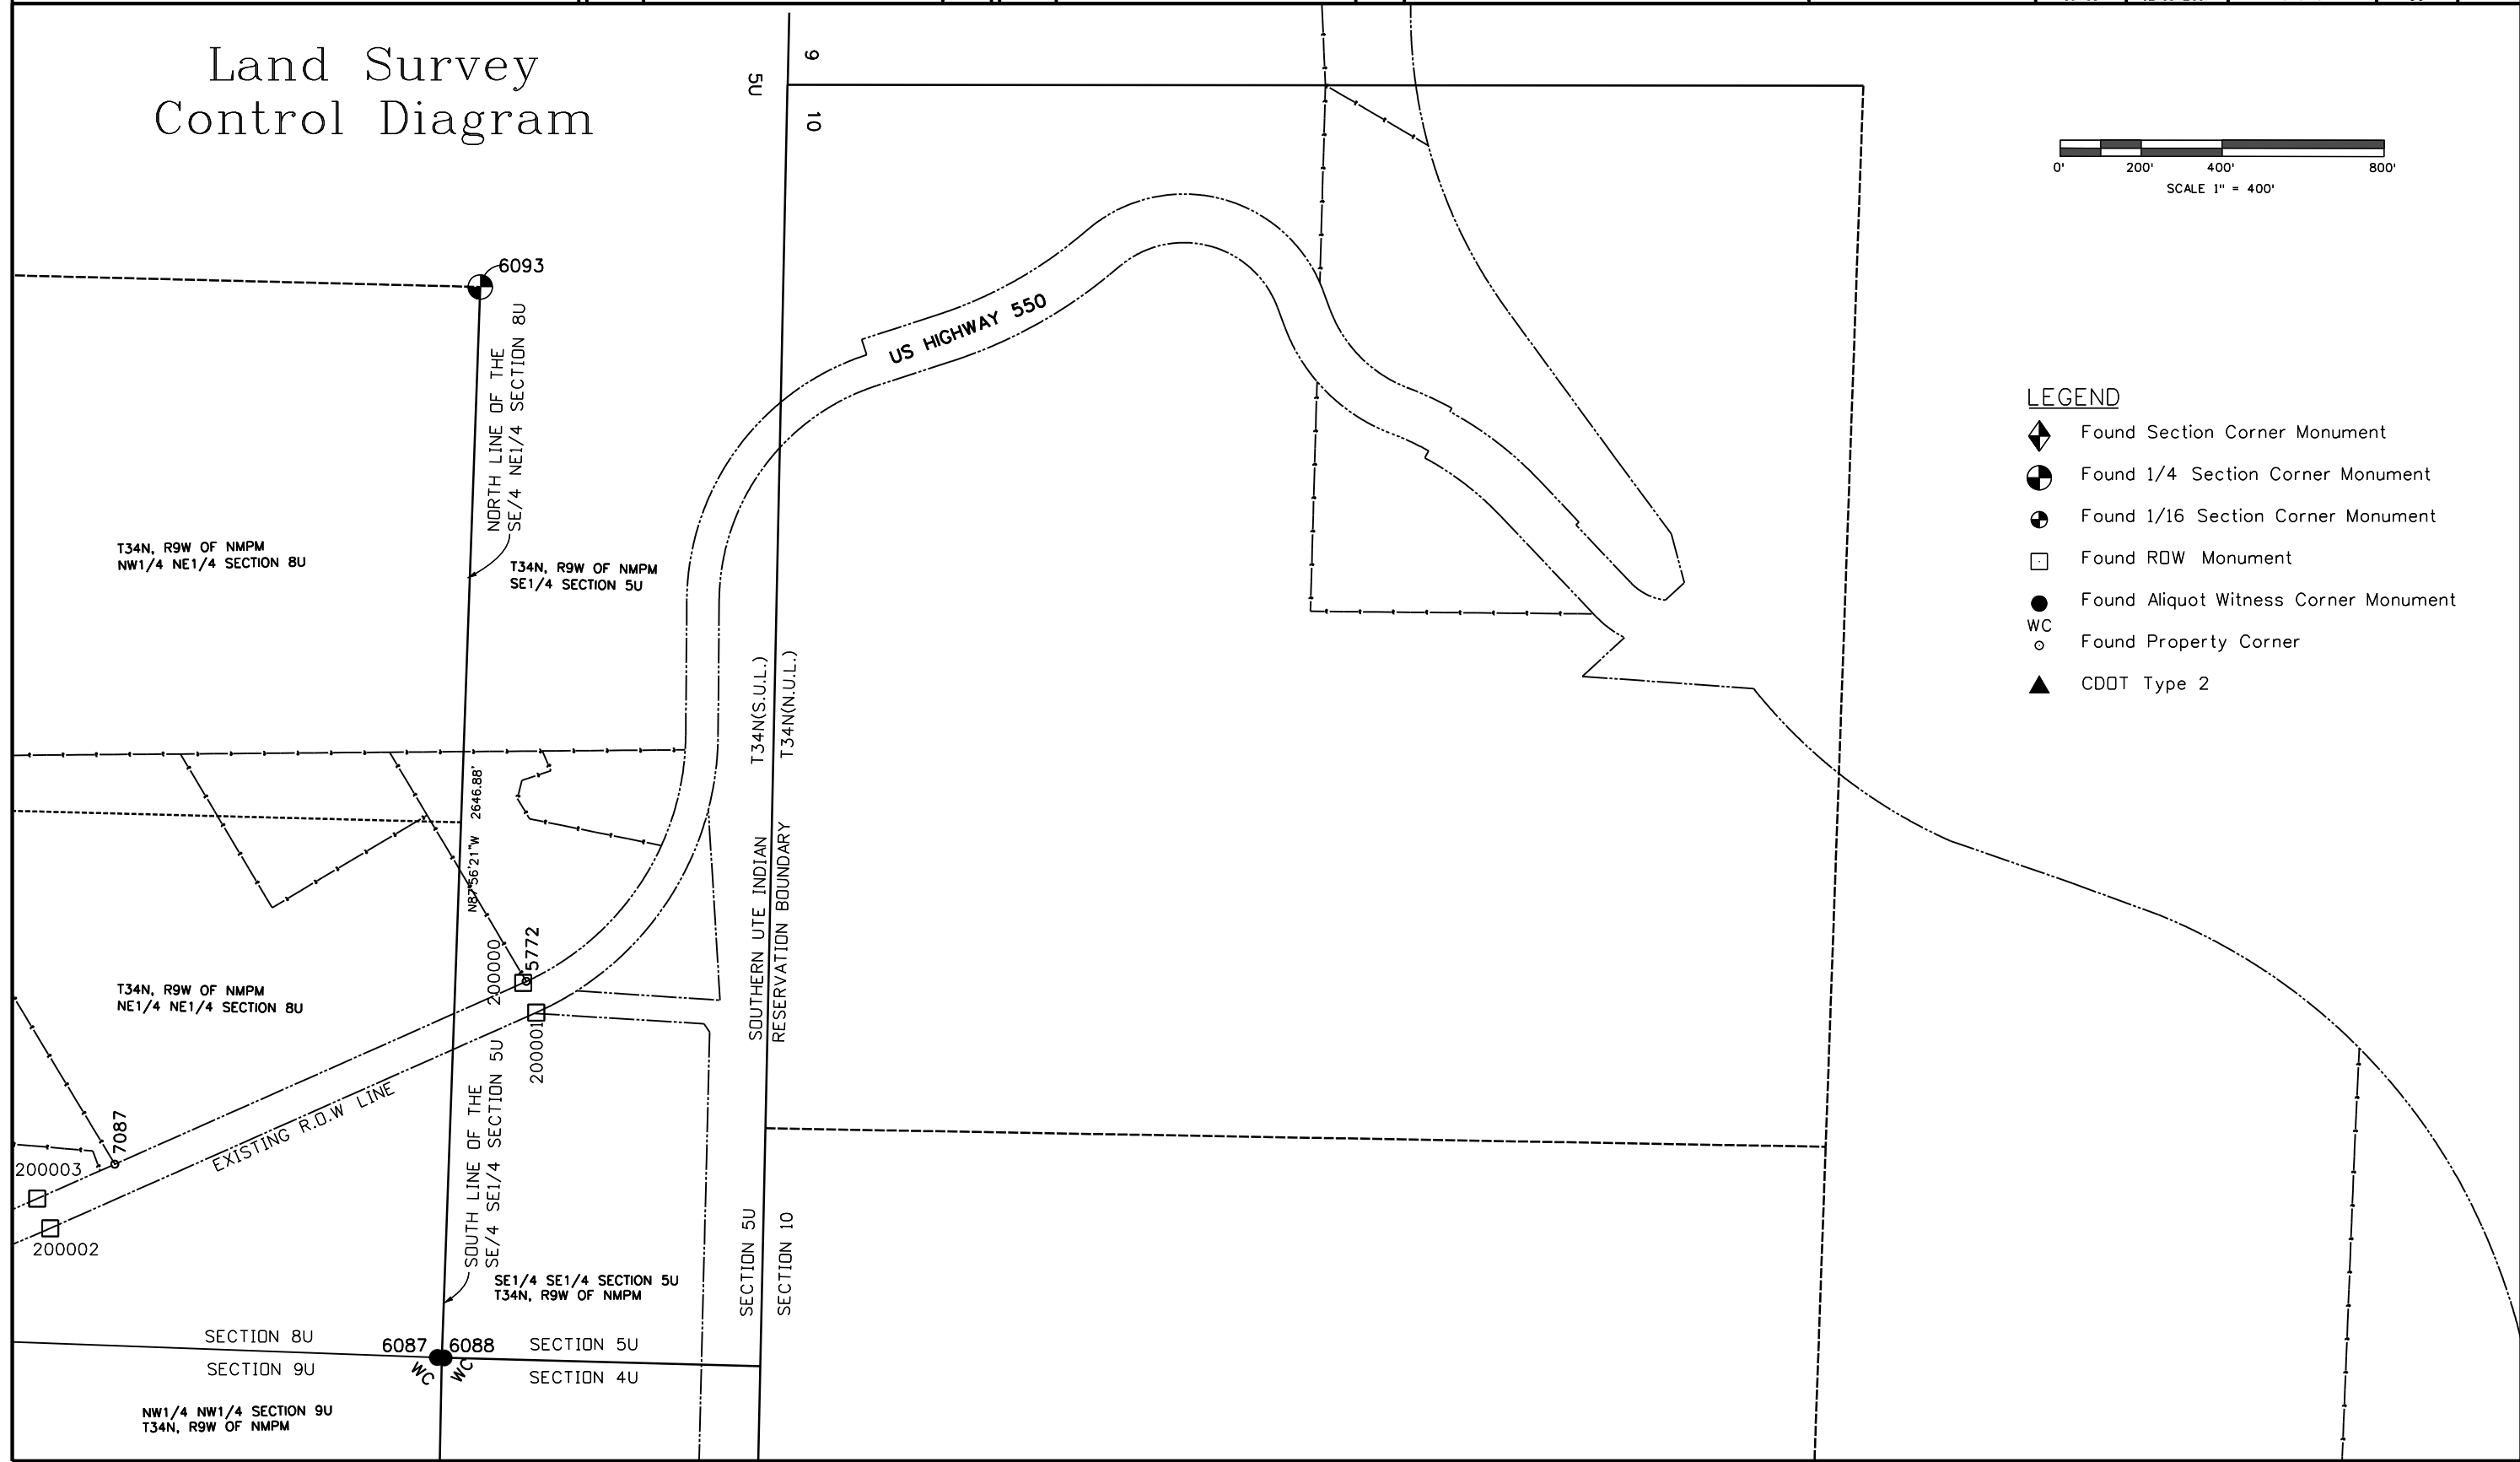 Land Survey
Control Diagram
9
5U
10
0' 200' 400' 800'
SCALE 1" = 400'
6093
NORTH LINE OF THE
SE/4 NE1/4 SECTION 8U
US HIGHWAY 550
LEGEND
Found Section Corner Monument
Found 1/4 Section Corner Monument
Found 1/16 Section Corner Monument
Found ROW Monument
Found Aliquot Witness Corner Monument
WC
Found Property Corner
CDOT Type 2
T34N, R9W OF NMPM
NW1/4 NE1/4 SECTION 8U
T34N, R9W OF NMPM
SE1/4 SECTION 5U
T34N(S.U.L.)
T34N(N.U.L.)
N87°56'21"W 2646.88'
SOUTHERN UTE INDIAN
RESERVATION BOUNDARY
200000
5772
200001
T34N, R9W OF NMPM
NE1/4 NE1/4 SECTION 8U
EXISTING R.O.W LINE
7087
200003
200002
SOUTH LINE OF THE
SE/4 SE1/4 SECTION 5U
SECTION 5U
SECTION 10
SE1/4 SE1/4 SECTION 5U
T34N, R9W OF NMPM
SECTION 8U
6087 6088
SECTION 5U
SECTION 9U
WC WC
SECTION 4U
NW1/4 NW1/4 SECTION 9U
T34N, R9W OF NMPM